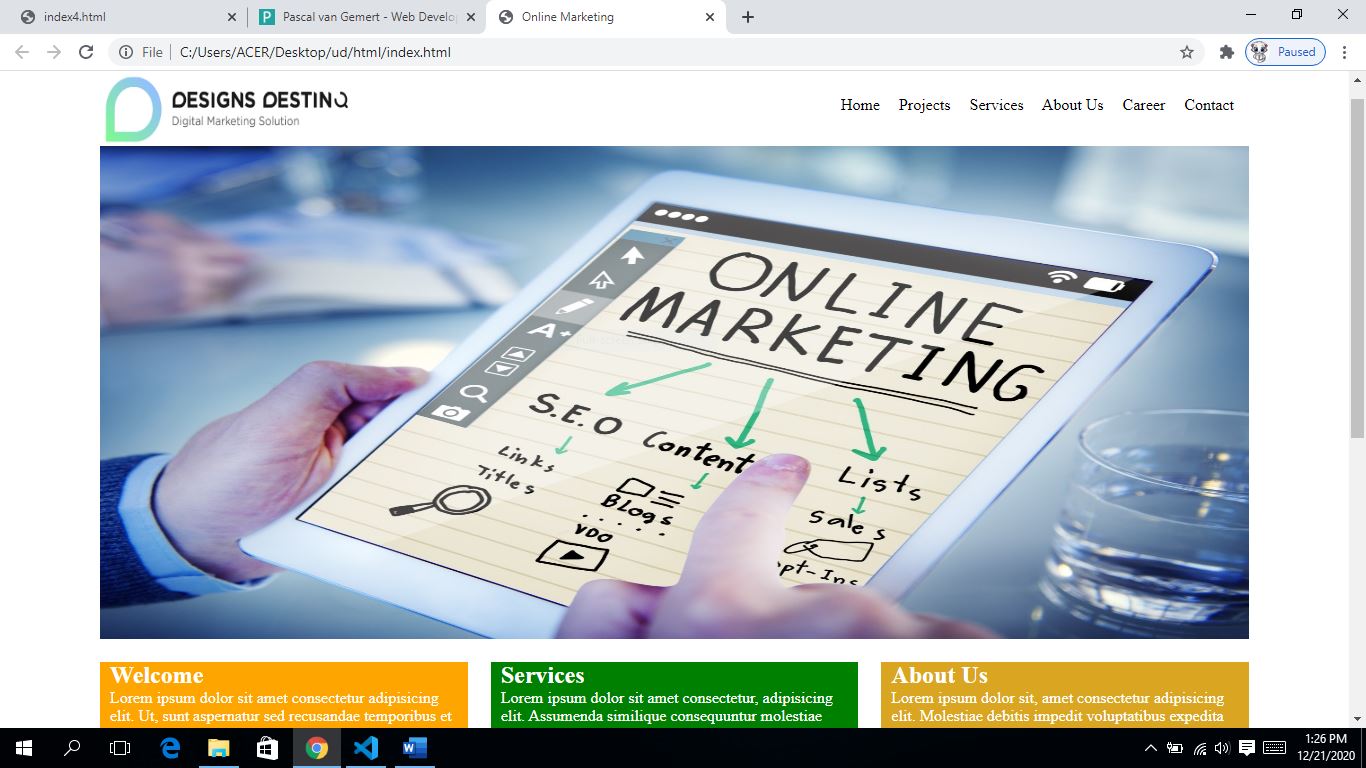 index4.html
Pascal van Gemert - Web Develo
Online Marketing
File
C:/Users/ACER/Desktop/ud/html/index.html
Paused
DESIGNS DESTINQ
Digital Marketing Solution
Home Projects Services About Us Career Contact
ONLINE
MARKETING
A+
S.E.O
Content
Lists
Links
Titles
BLOgS
VDO
Sales
pt-Ins
Welcome
Lorem ipsum dolor sit amet consectetur adipisicing
elit. Ut, sunt aspernatur sed recusandae temporibus et
Services
Lorem ipsum dolor sit amet consectetur, adipisicing
elit. Assumenda similique consequuntur molestiae
About Us
Lorem ipsum dolor sit, amet consectetur adipisicing
elit. Molestiae debitis impedit voluptatibus expedita
1:26 PM
12/21/2020